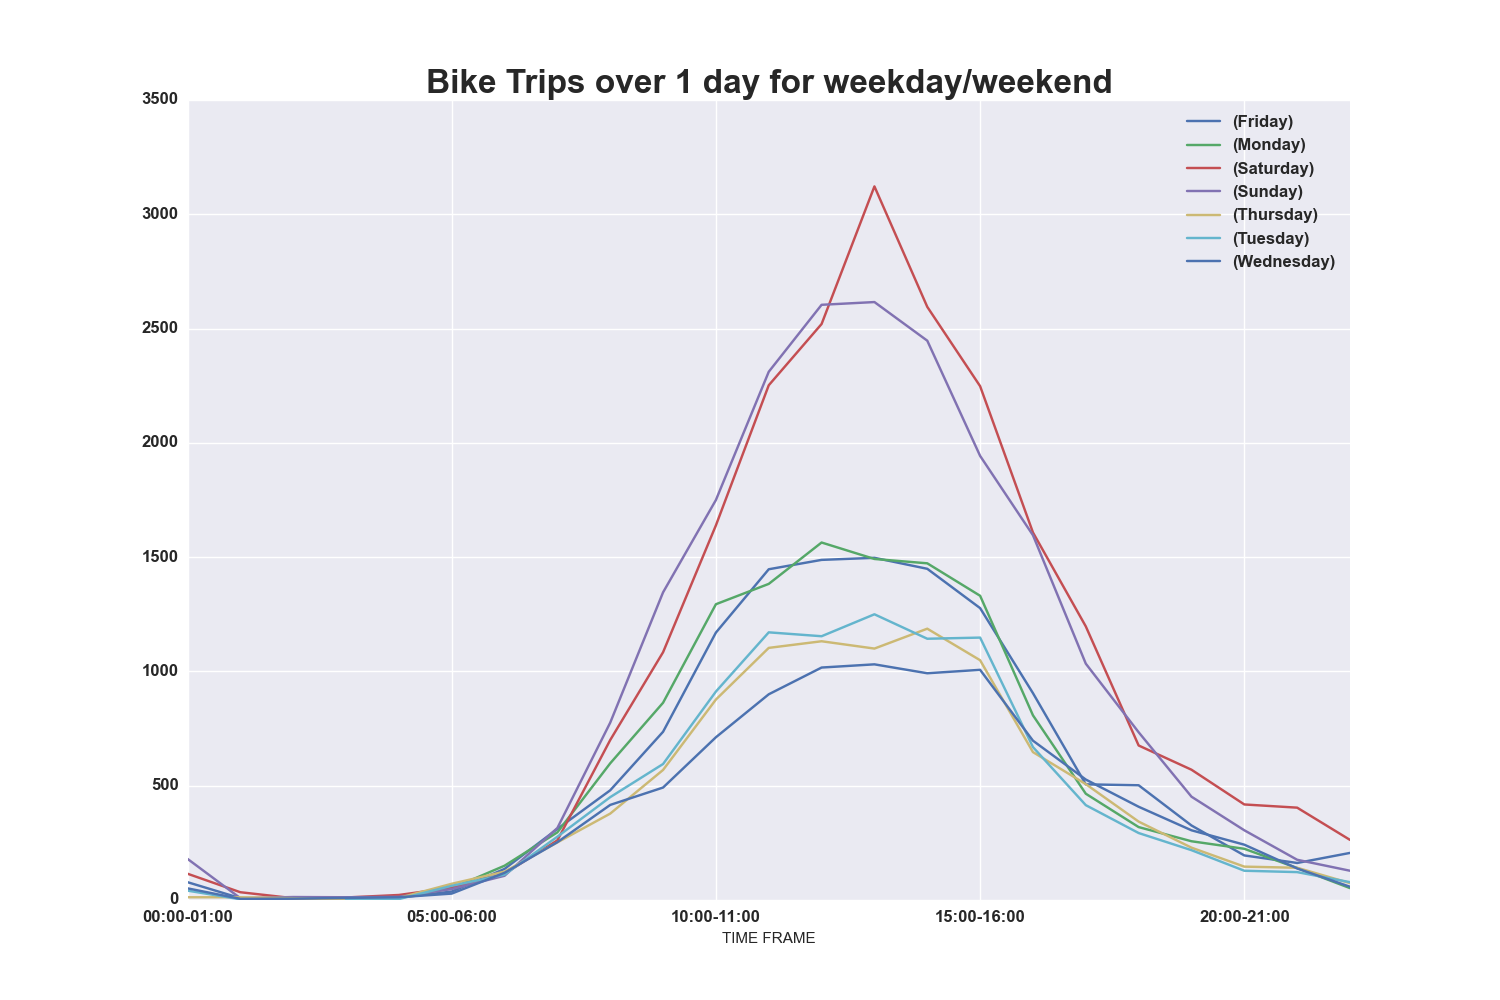 Bike Trips over 1 day for weekday/weekend
3500
3000
2500
2000
1500
1000
500
0
(Friday)
(Monday)
(Saturday)
(Sunday)
(Thursday)
(Tuesday)
(Wednesday)
00:00-01:00 05:00-06:00 10:00-11:00 15:00-16:00 20:00-21:00
TIME FRAME